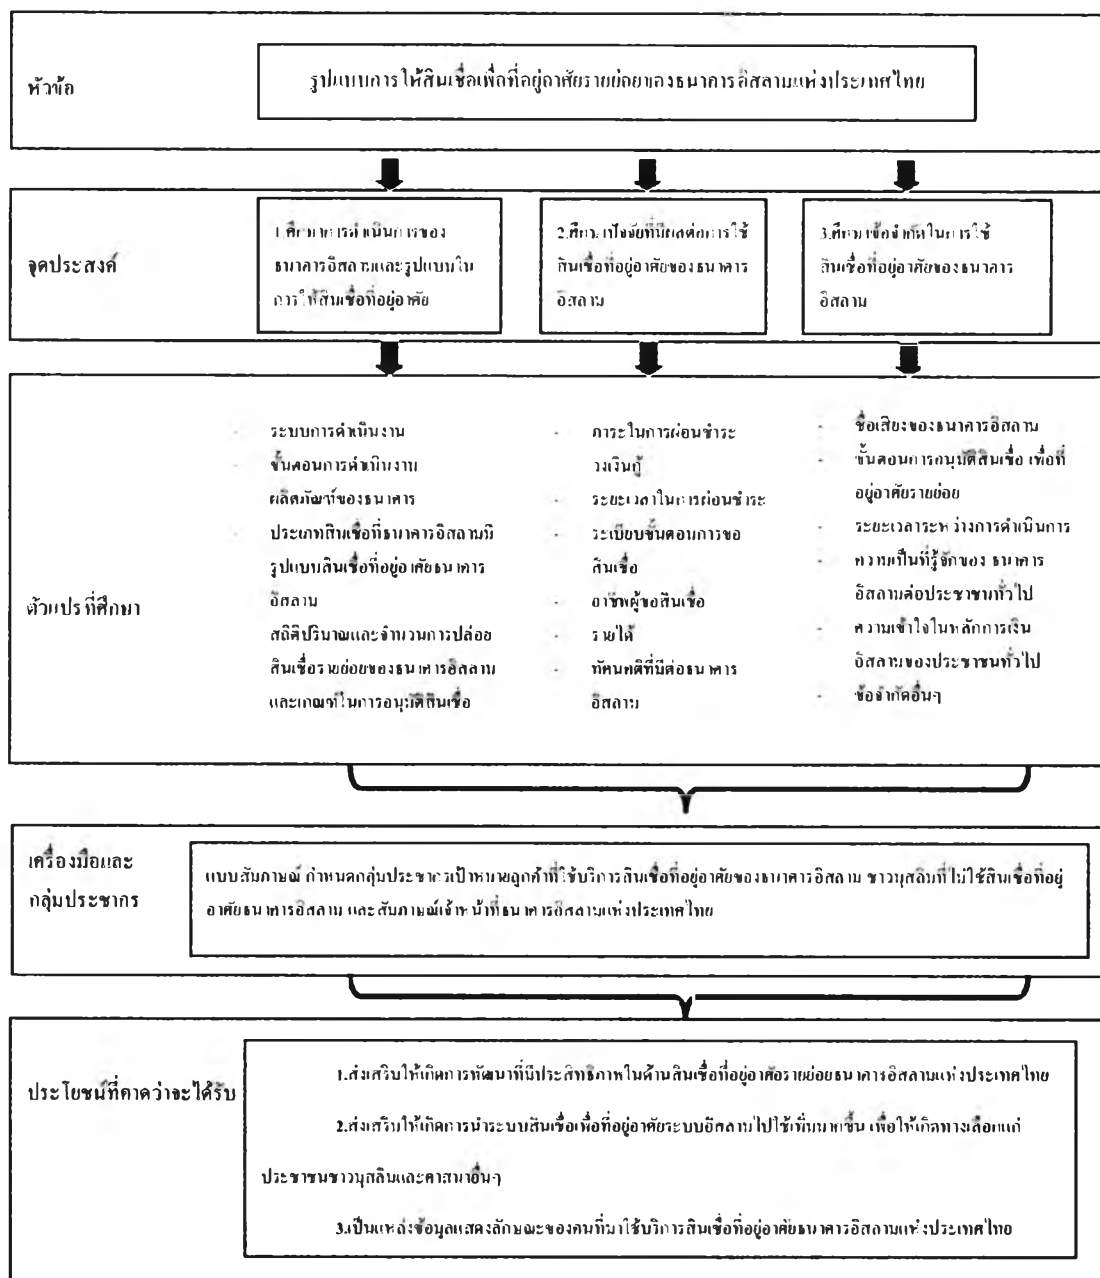 หัวข้อ
รูปแบบการให้สินเชื่อเพื่อที่อยู่อาศัยรายย่อยของธนาคารอิสลามแห่งประเทศไทย
จุดประสงค์
1.ศึกษาการดำเนินการของ
ธนาคารอิสลามและรูปแบบใน
การให้สินเชื่อที่อยู่อาศัย
2.ศึกษาปัจจัยที่มีผลต่อการใช้
สินเชื่อที่อยู่อาศัยของธนาคาร
อิสลาม
3.ศึกษาข้อจำกัดในการใช้
สินเชื่อที่อยู่อาศัยของธนาคาร
อิสลาม
ตัวแปรที่ศึกษา
- ระบบการดำเนินงาน
- ขั้นตอนการดำเนินงาน
ผลิตภัณฑ์ของธนาคาร
- ประเภทสินเชื่อที่ธนาคารอิสลามมี
รูปแบบสินเชื่อที่อยู่อาศัยธนาคาร
อิสลาม
สถิติปริมาณและจำนวนการปล่อย
สินเชื่อรายย่อยของธนาคารอิสลาม
และเกณฑ์ในการอนุมัติสินเชื่อ
- ภาระในการผ่อนชำระ
วงเงินกู้
- ระยะเวลาในการผ่อนชำระ
- ระเบียบขั้นตอนการขอ
สินเชื่อ
- อาชีพผู้ขอสินเชื่อ
- รายได้
- ทัศนคติที่มีต่อธนาคาร
อิสลาม
- ชื่อเสียงของธนาคารอิสลาม
- ขั้นตอนการอนุมัติสินเชื่อ เพื่อที่
อยู่อาศัยรายย่อย
- ระยะเวลาระหว่างการดำเนินการ
- ความเป็นที่รู้จักของ ธนาคาร
อิสลามต่อประชาชนทั่วไป
- ความเข้าใจในหลักการเงิน
อิสลามของประชาชนทั่วไป
- ข้อจำกัดอื่นๆ
เครื่องมือและ
กลุ่มประชากร
แบบสัมภาษณ์ กำหนดกลุ่มประชากรเป้าหมายลูกค้าที่ใช้บริการสินเชื่อที่อยู่อาศัยของธนาคารอิสลาม ชาวมุสลิมที่ไม่ใช้สินเชื่อที่อยู่
อาศัยธนาคารอิสลาม และสัมภาษณ์เจ้าหน้าที่ธนาคารอิสลามแห่งประเทศไทย
ประโยชน์ที่คาดว่าจะได้รับ
1.ส่งเสริมให้เกิดการพัฒนาที่มีประสิทธิภาพในด้านสินเชื่อที่อยู่อาศัยรายย่อยธนาคารอิสลามแห่งประเทศไทย
2.ส่งเสริมให้เกิดการนำระบบสินเชื่อเพื่อที่อยู่อาศัยระบบอิสลามไปใช้เพิ่มมากขึ้น เพื่อให้เกิดทางเลือกแก่
ประชาชนชาวมุสลิมและศาสนาอื่นๆ
3.เป็นแหล่งข้อมูลแสดงลักษณะของคนที่มาใช้บริการสินเชื่อที่อยู่อาศัยธนาคารอิสลามแห่งประเทศไทย